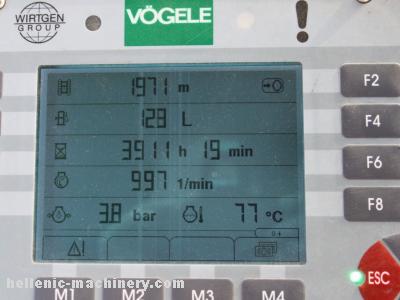 WIRTGEN
GROUP
VÖGELE
1971 m
123 L
3911 h 19 min
997 1/min
3.8 bar 77 °C
F2
F4
F6
F8
ESC
M1 M2 M3 M4
hellenic-machinery.com